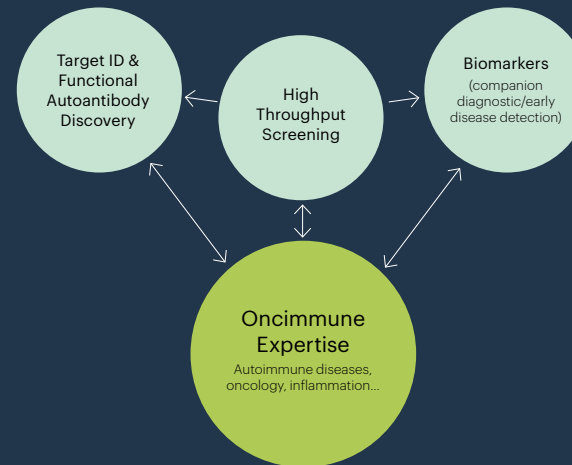 Target ID &
Functional
Autoantibody
Discovery
High
Throughput
Screening
Biomarkers
(companion
diagnostic/early
disease detection)
Oncimmune
Expertise
Autoimmune diseases,
oncology, inflammation...